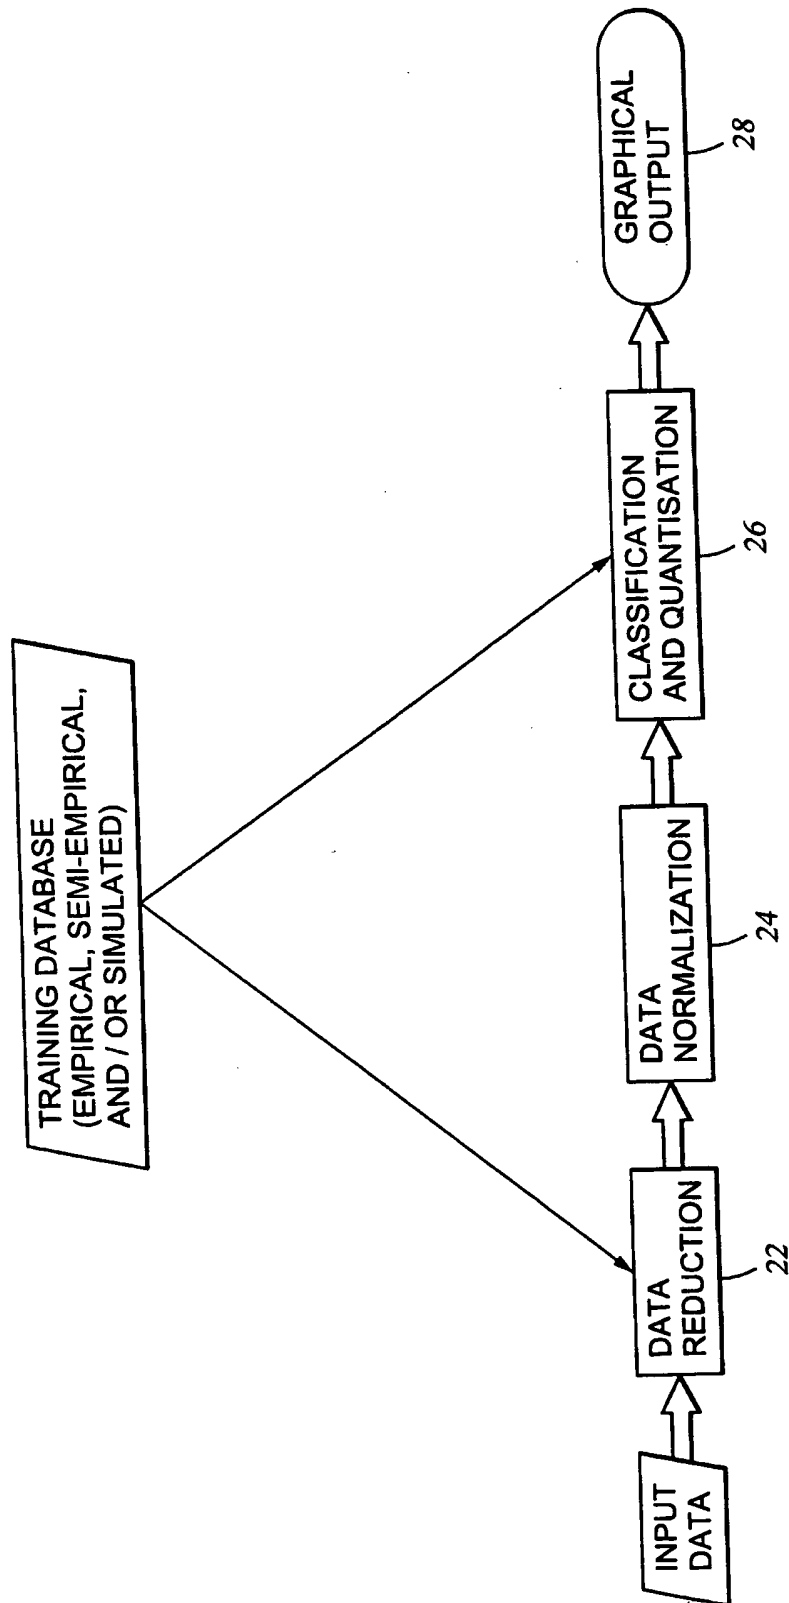 TRAINING DATABASE
(EMPIRICAL, SEMI-EMPIRICAL,
AND / OR SIMULATED)
INPUT
DATA
DATA
REDUCTION
22
DATA
NORMALIZATION
24
CLASSIFICATION
AND QUANTISATION
26
GRAPHICAL
OUTPUT
28